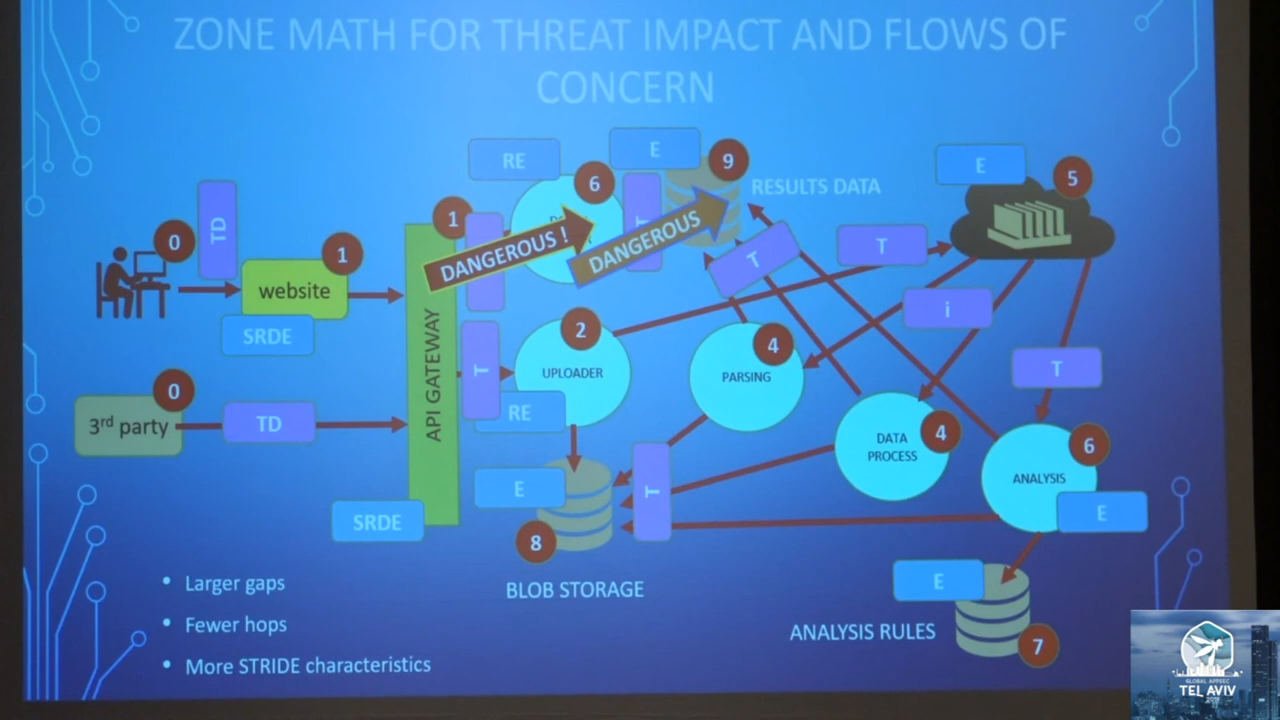 ZONE MATH FOR THREAT IMPACT AND FLOWS OF
CONCERN
RE
E
9
6
RESULTS DATA
E
5
0
TD
1
website
SRDE
1
DANGEROUS !
DANGEROUS
T
T
i
T
API GATEWAY
T
2
UPLOADER
RE
4
PARSING
0
3rd party
TD
SRDE
4
DATA
PROCESS
6
ANALYSIS
E
E
8
T
BLOB STORAGE
E
7
ANALYSIS RULES
• Larger gaps
• Fewer hops
• More STRIDE characteristics
GLOBAL APPSEC
TEL AVIV